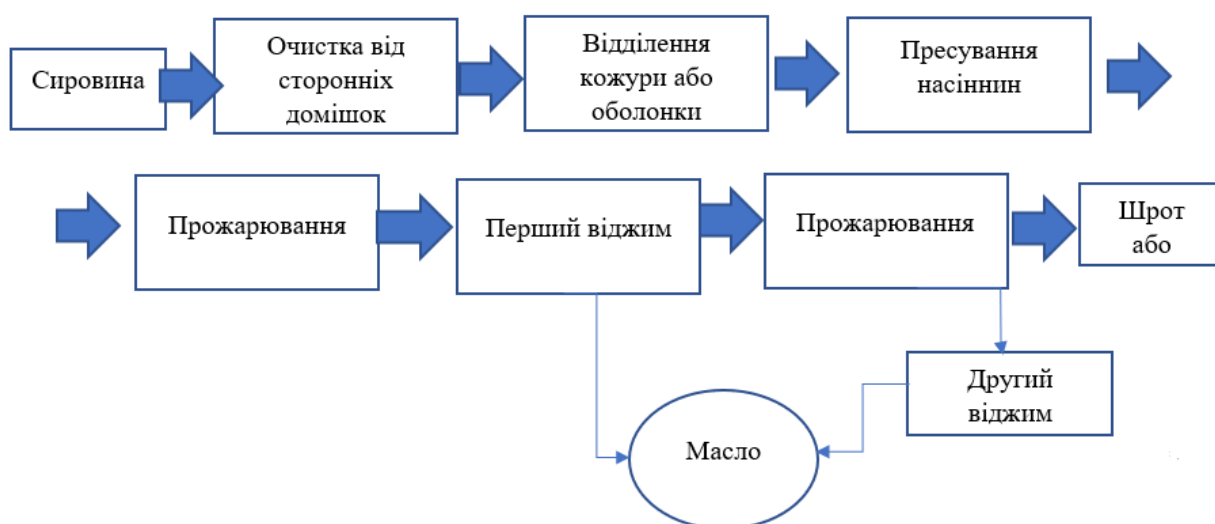 Сировина
Очистка від
сторонніх
домішок
Відділення
кожури або
оболонки
Пресування
насіннин
Прожарювання
Перший віджим
Прожарювання
Шрот
або
Другий
віджим
Масло